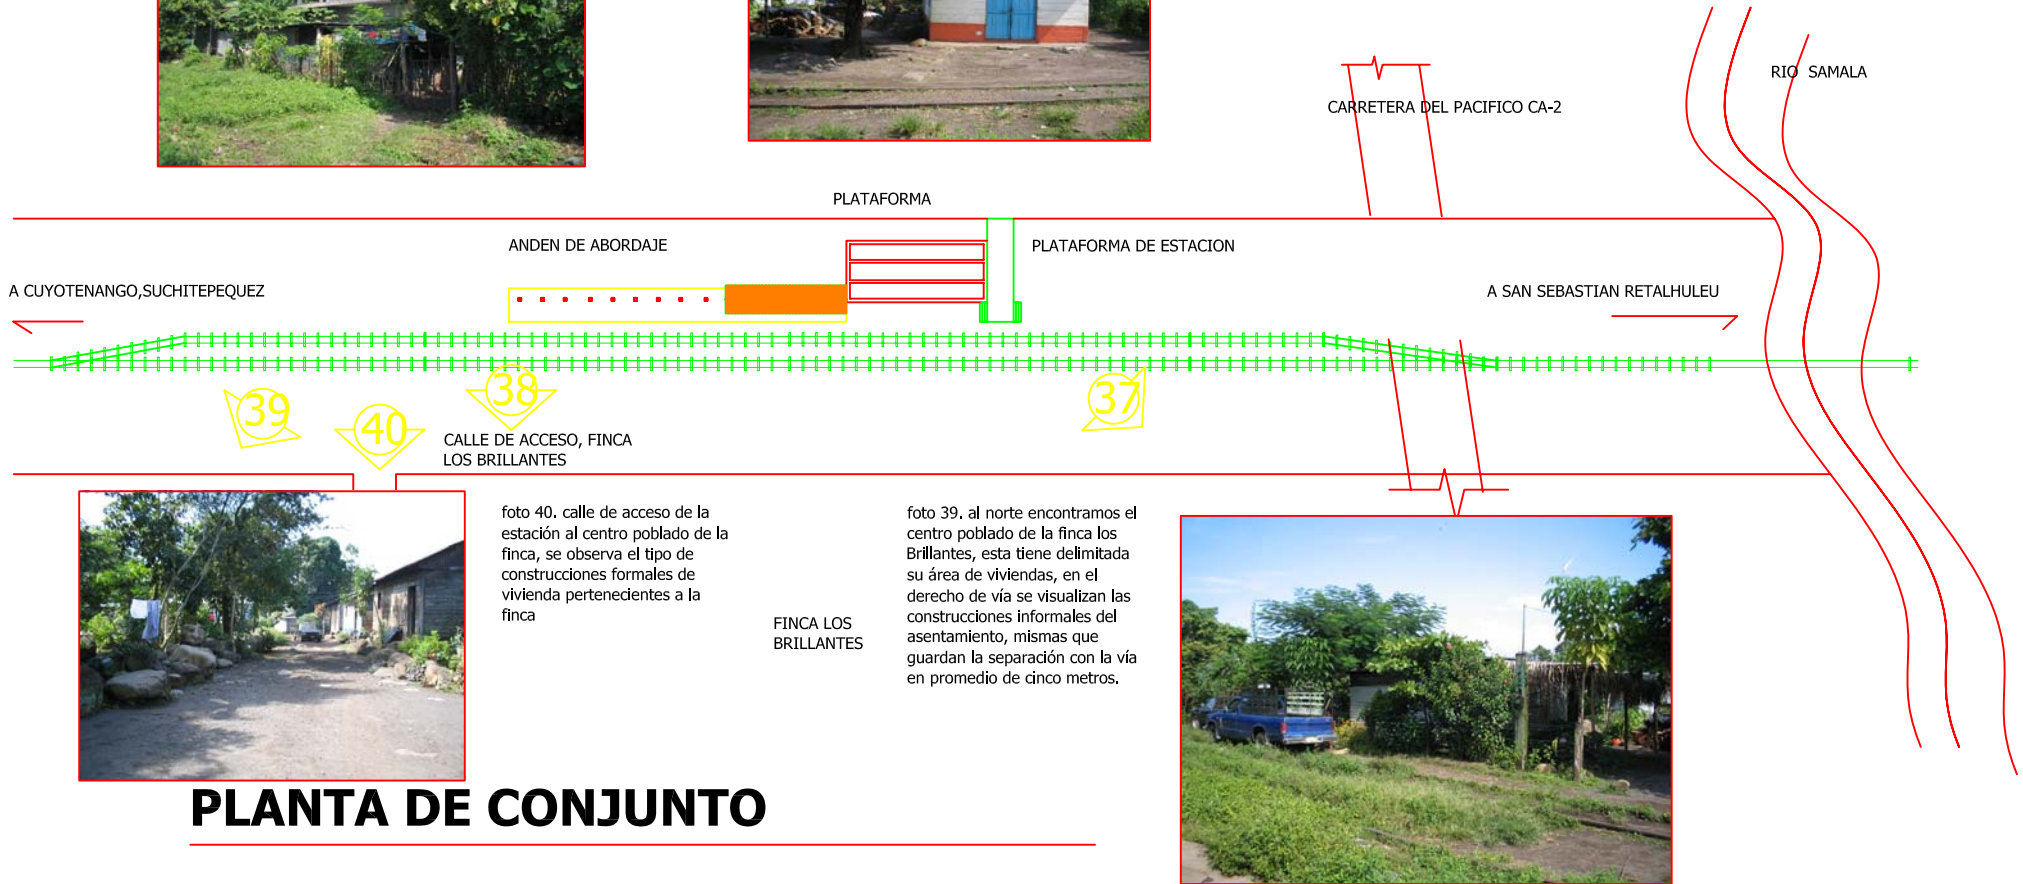 RIO  SAMALA
CARRETERA DEL PACIFICO CA-2
PLATAFORMA
ANDEN DE ABORDAJE
PLATAFORMA DE ESTACION
A CUYOTENANGO,SUCHITEPEQUEZ
A SAN SEBASTIAN RETALHULEU
38
39
37
40
CALLE DE ACCESO, FINCA
LOS BRILLANTES
foto 40. calle de acceso de la
estación al centro poblado de la
finca, se observa el tipo de
construcciones formales de
vivienda pertenecientes a la
finca
FINCA LOS
BRILLANTES
foto 39. al norte encontramos el
centro poblado de la finca los
Brillantes, esta tiene delimitada
su área de viviendas, en el
derecho de vía se visualizan las
construcciones informales del
asentamiento, mismas que
guardan la separación con la vía
en promedio de cinco metros.
PLANTA DE CONJUNTO